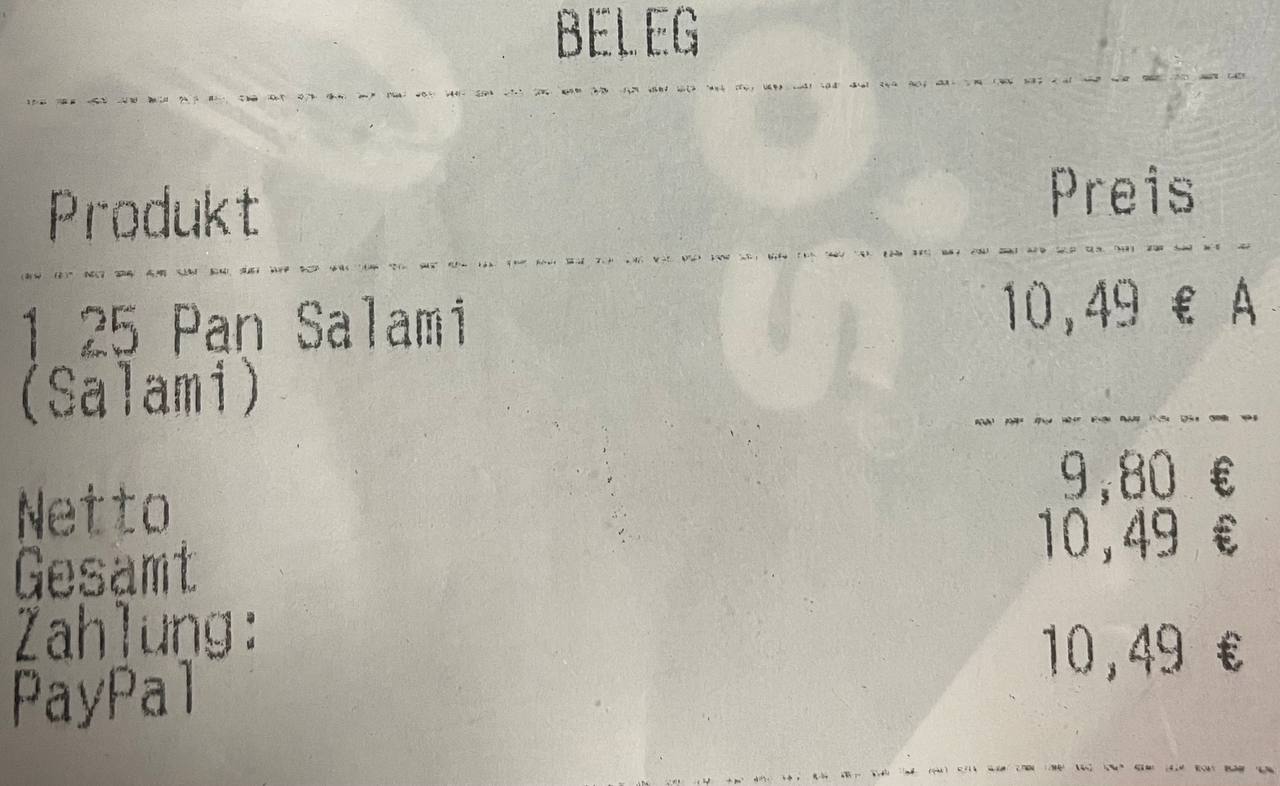 BELEG
Produkt Preis
1 25 Pan Salami 10,49 € A
(Salami)
Netto 9,80 €
Gesamt 10,49 €
Zahlung:
PayPal 10,49 €